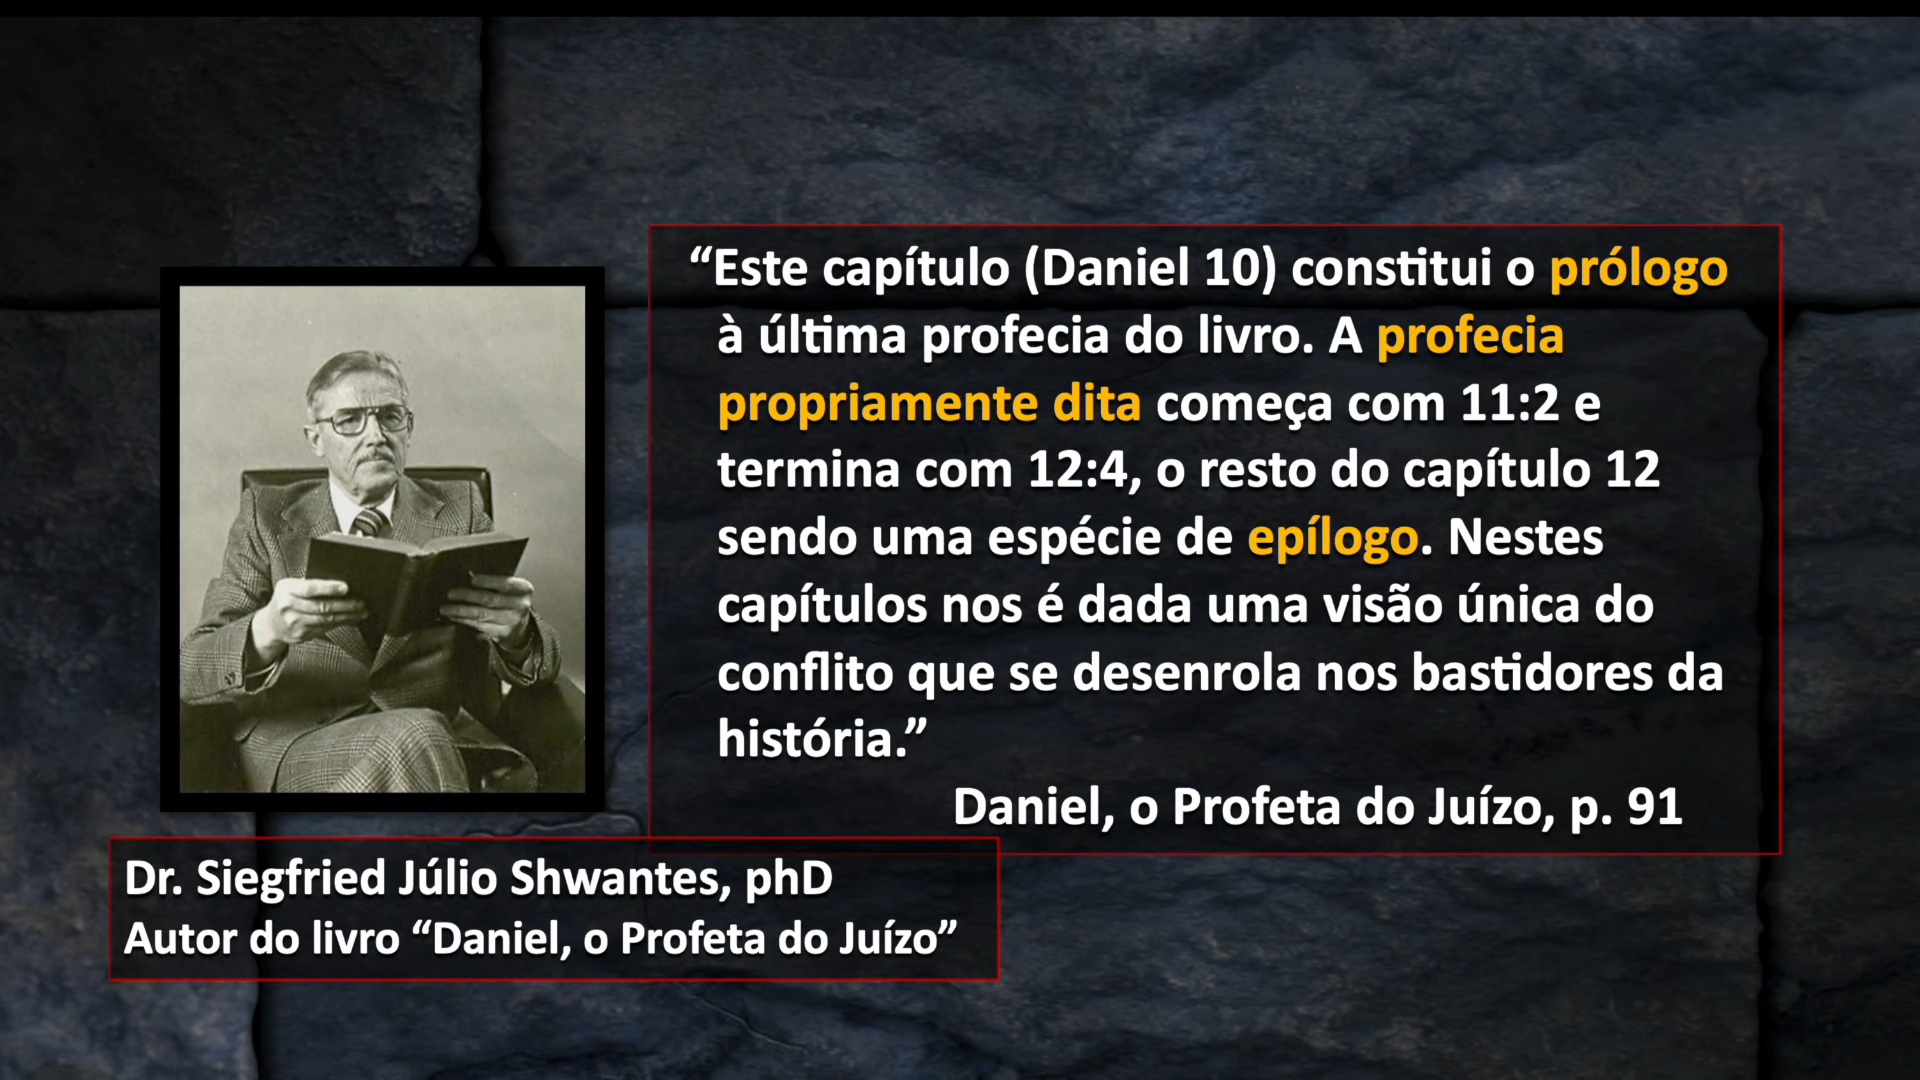 “Este capítulo (Daniel 10) constitui o prólogo
à última profecia do livro. A profecia
propriamente dita começa com 11:2 e
termina com 12:4, o resto do capítulo 12
sendo uma espécie de epílogo. Nestes
capítulos nos é dada uma visão única do
conflito que se desenrola nos bastidores da
história.”
Daniel, o Profeta do Juízo, p. 91
Dr. Siegfried Júlio Shwantes, phD
Autor do livro “Daniel, o Profeta do Juízo”